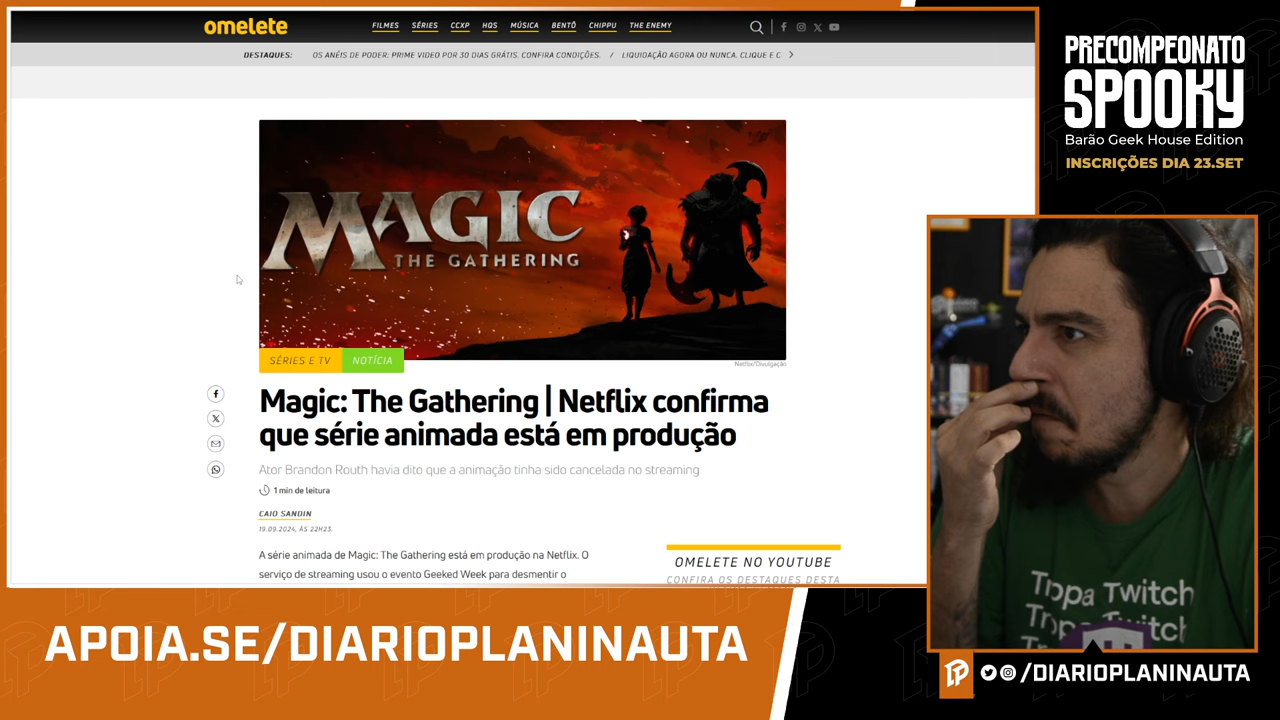 omelete
FILMES SÉRIES CCXP HQS MÚSICA BENTÔ CHIPPU THE ENEMY
DESTAQUES: OS ANÉIS DE PODER: PRIME VIDEO POR 30 DIAS GRÁTIS. CONFIRA CONDIÇÕES. / LIQUIDAÇÃO AGORA OU NUNCA. CLIQUE E C
MAGIC
THE GATHERING
SÉRIES E TV NOTÍCIA
Netflix/Divulgação
Magic: The Gathering | Netflix confirma
que série animada está em produção
Ator Brandon Routh havia dito que a animação tinha sido cancelada no streaming
1 min de leitura
CAIO SANDIN
19.09.2024, ÀS 22H23.
A série animada de Magic: The Gathering está em produção na Netflix. O
serviço de streaming usou o evento Geeked Week para desmentir o
OMELETE NO YOUTUBE
CONFIRA OS DESTAQUES DESTA
PRECOMPEONATO
SPOOKY
Barão Geek House Edition
INSCRIÇÕES DIA 23.SET
Tropa Twitch
Tropa Twitch
APOIA.SE/DIARIOPLANINAUTA
/DIARIOPLANINAUTA